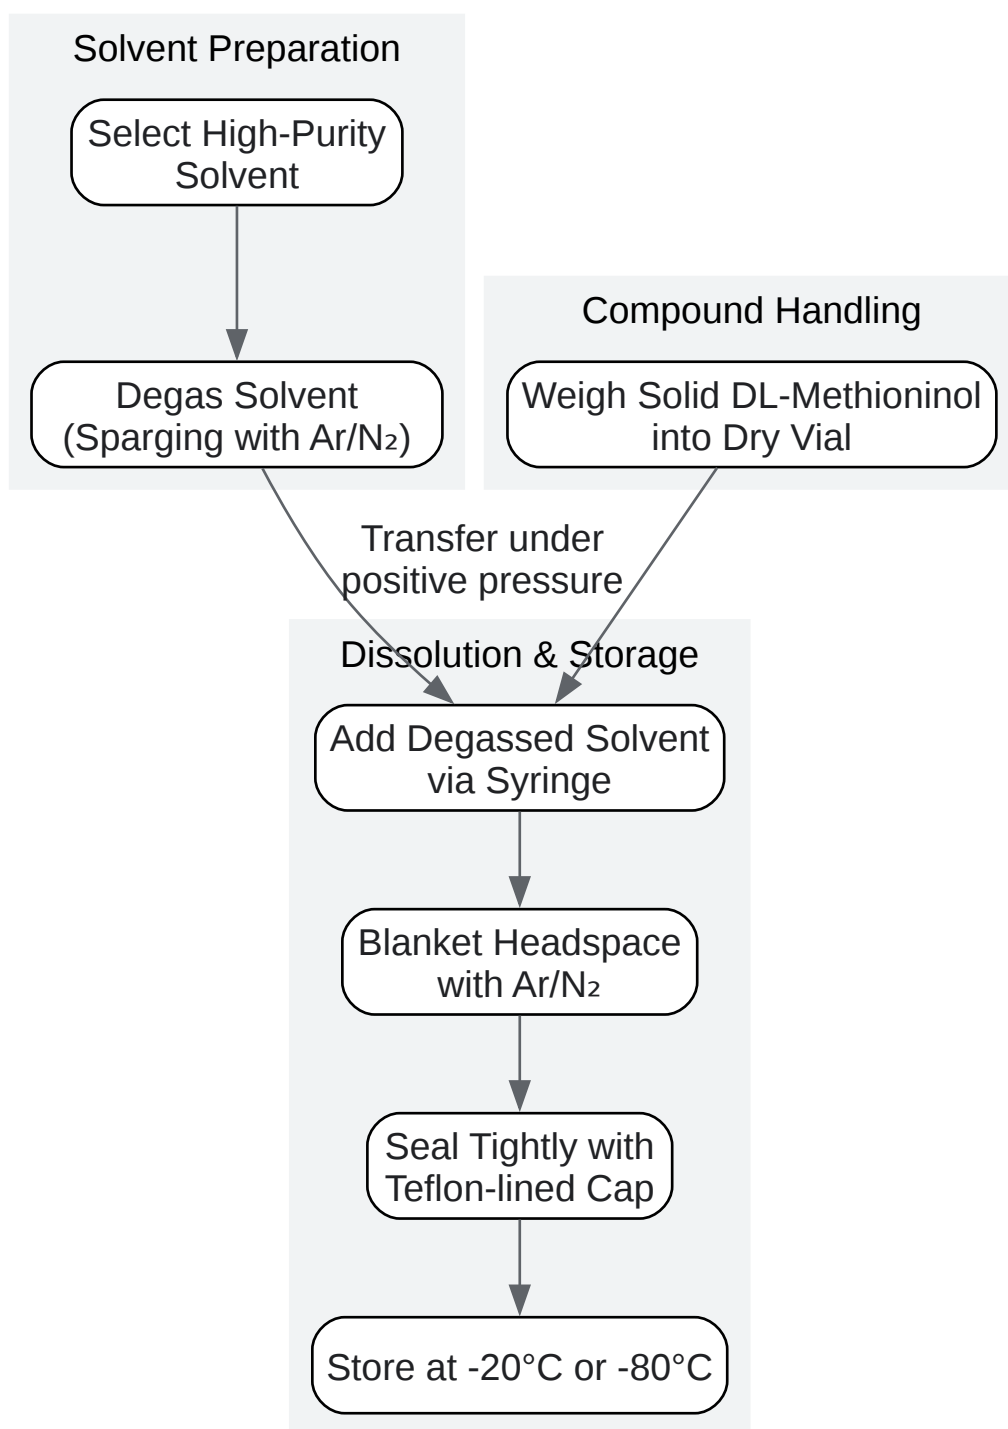 Solvent Preparation
Select High-Purity
Solvent
Degas Solvent
(Sparging with Ar/N₂)
Compound Handling
Weigh Solid DL-Methioninol
into Dry Vial
Transfer under
positive pressure
Dissolution & Storage
Add Degassed Solvent
via Syringe
Blanket Headspace
with Ar/N₂
Seal Tightly with
Teflon-lined Cap
Store at -20°C or -80°C